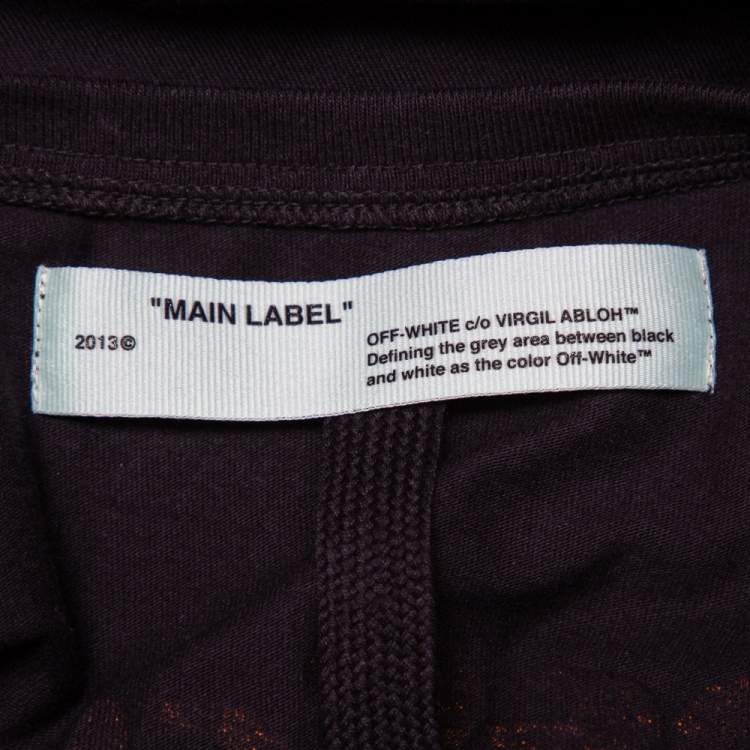 "MAIN LABEL"
2013©
OFF-WHITE c/o VIRGIL ABLOH™
Defining the grey area between black
and white as the color Off-White™